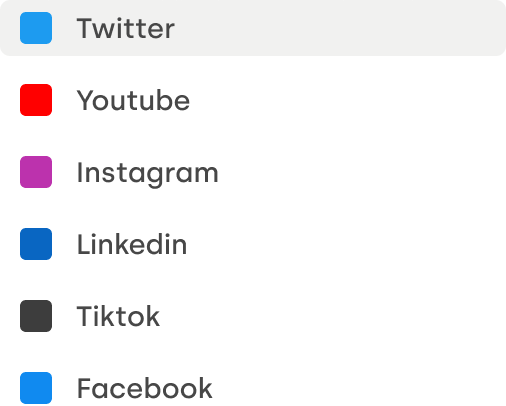 Twitter
Youtube
Instagram
Linkedin
Tiktok
Facebook